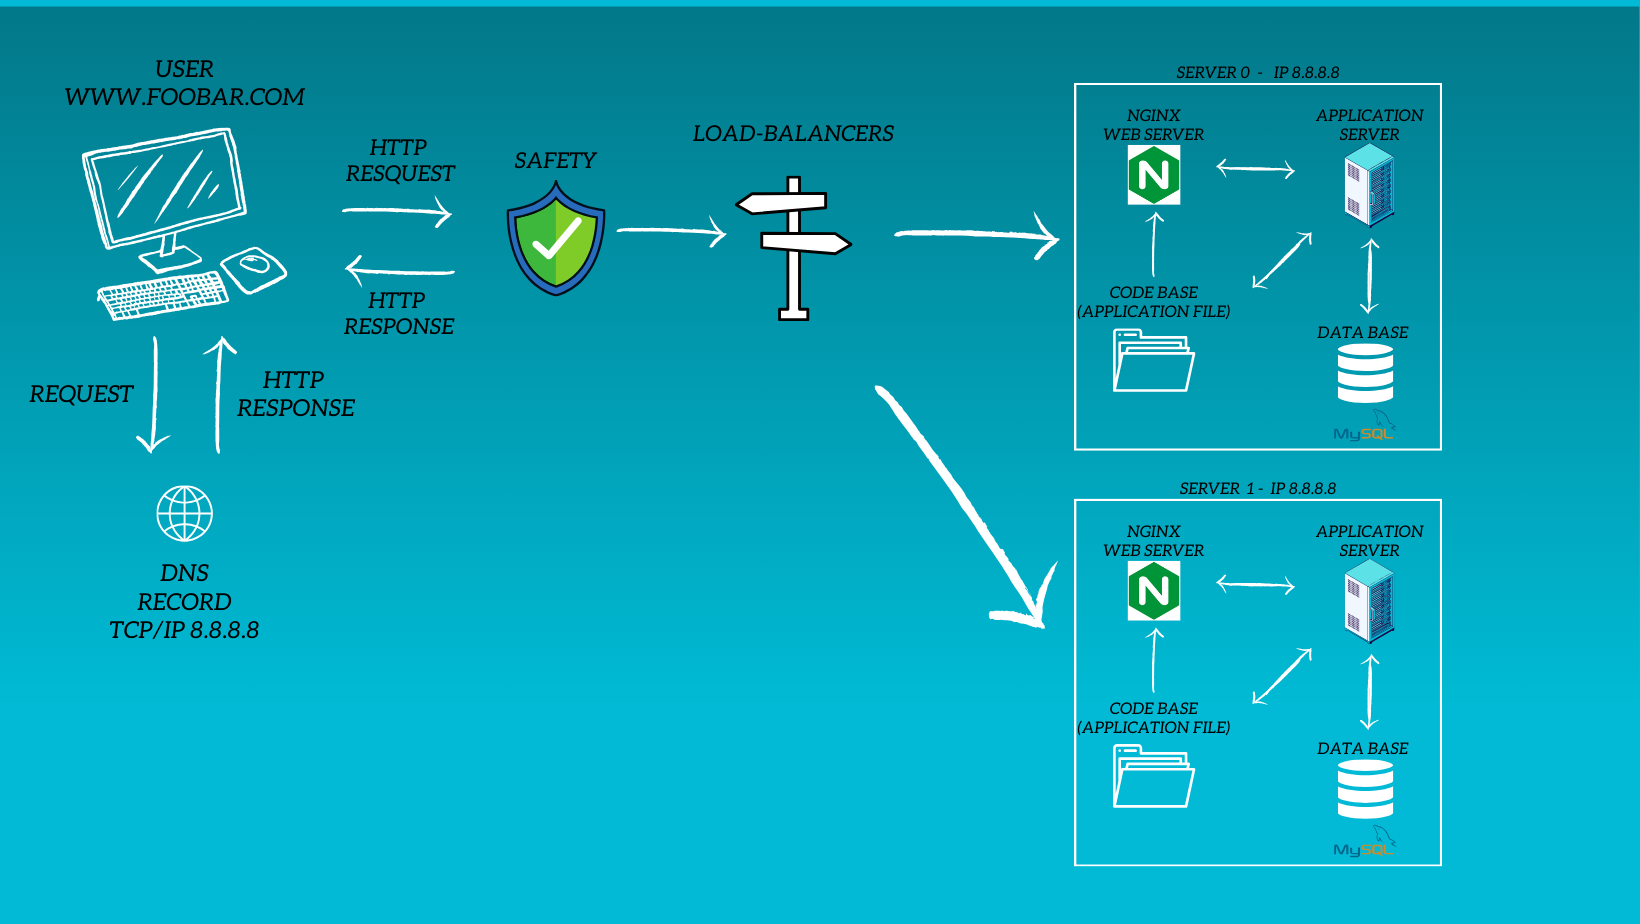 USER
WWW.FOOBAR.COM
HTTP
RESQUEST
HTTP
RESPONSE
REQUEST
HTTP
RESPONSE
DNS
RECORD
TCP/IP 8.8.8.8
SAFETY
LOAD-BALANCERS
SERVER 0 - IP 8.8.8.8
NGINX
WEB SERVER
N
APPLICATION
SERVER
CODE BASE
(APPLICATION FILE)
DATA BASE
MySQL
SERVER 1 - IP 8.8.8.8
NGINX
WEB SERVER
N
APPLICATION
SERVER
CODE BASE
(APPLICATION FILE)
DATA BASE
MySQL